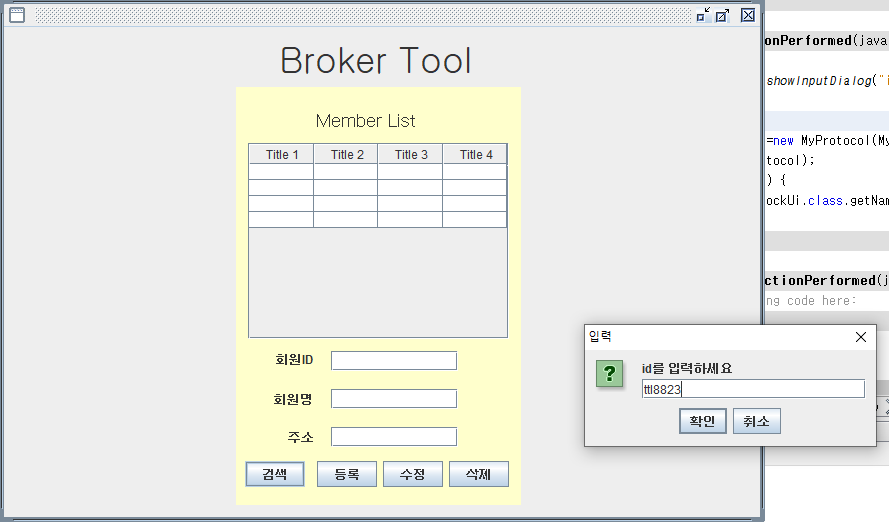 Broker Tool
Member List
Title 1 Title 2 Title 3 Title 4
회원ID
회원명
주소
검색 등록 수정 삭제
onPerformed(java
showInputDialog("i
=new MyProtocol(My
tocol);
) {
ockUi.class.getNam
ctionPerformed(j
ng code here:
입력
id를 입력하세요
ttl8823
확인 취소